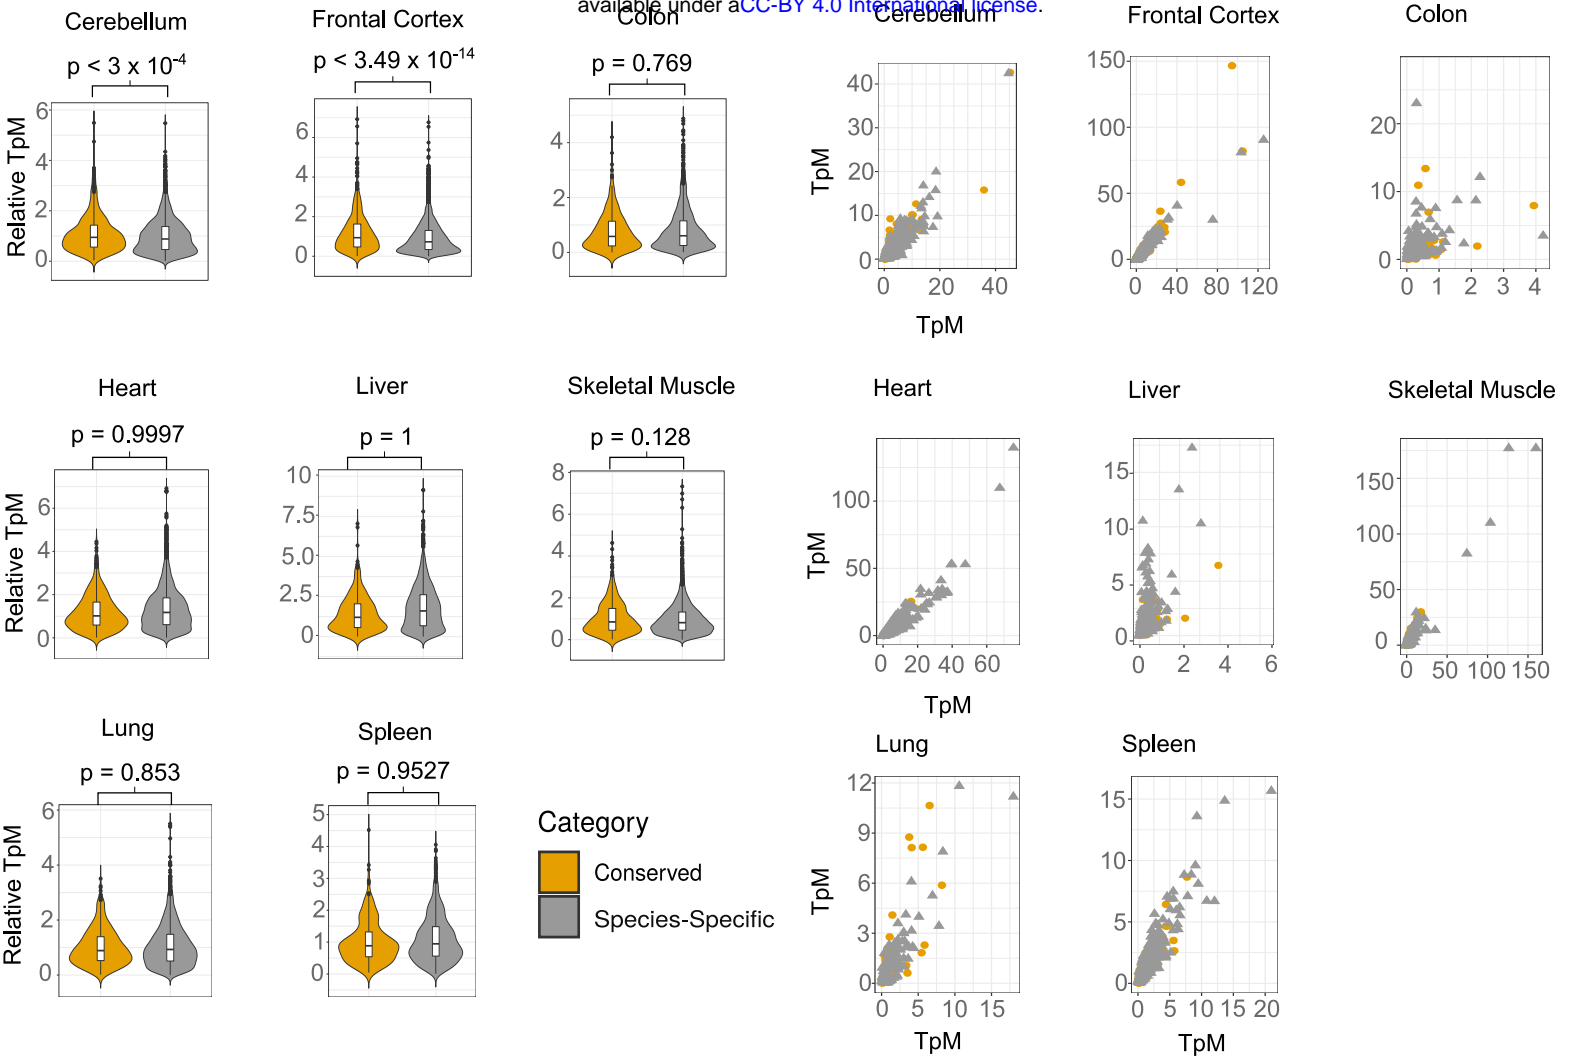 available under aCC-BY 4.0 International license.
Cerebellum
Frontal Cortex
Colon
p < 3 x 10-4
p < 3.49 x 10-14
p = 0.769
Relative TpM
6
4
2
0
6
4
2
0
4
2
0
Cerebellum
Frontal Cortex
Colon
TpM
40
30
20
10
0
0 20 40
150
100
50
0
0 40 80 120
20
10
0
0 1 2 3 4
TpM
Heart
Liver
Skeletal Muscle
p = 0.9997
p = 1
p = 0.128
Relative TpM
6
4
2
0
10
7.5
5.0
2.5
0
8
6
4
2
0
Heart
Liver
Skeletal Muscle
TpM
100
50
0
0 20 40 60
15
10
5
0
0 2 4 6
150
100
50
0
0 50 100 150
TpM
Lung
Spleen
p = 0.853
p = 0.9527
Relative TpM
6
4
2
0
5
4
3
2
1
0
Category
Conserved
Species-Specific
Lung
Spleen
TpM
12
9
6
3
0
0 5 10 15
15
10
5
0
0 5 10 15 20
TpM
TpM